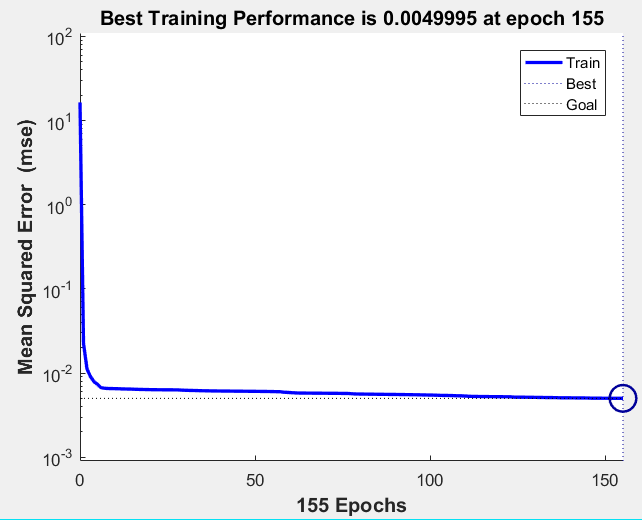 Best Training Performance is 0.0049995 at epoch 155
Train
Best
Goal
10^2
10^1
10^0
10^-1
10^-2
10^-3
Mean Squared Error (mse)
0 50 100 150
155 Epochs